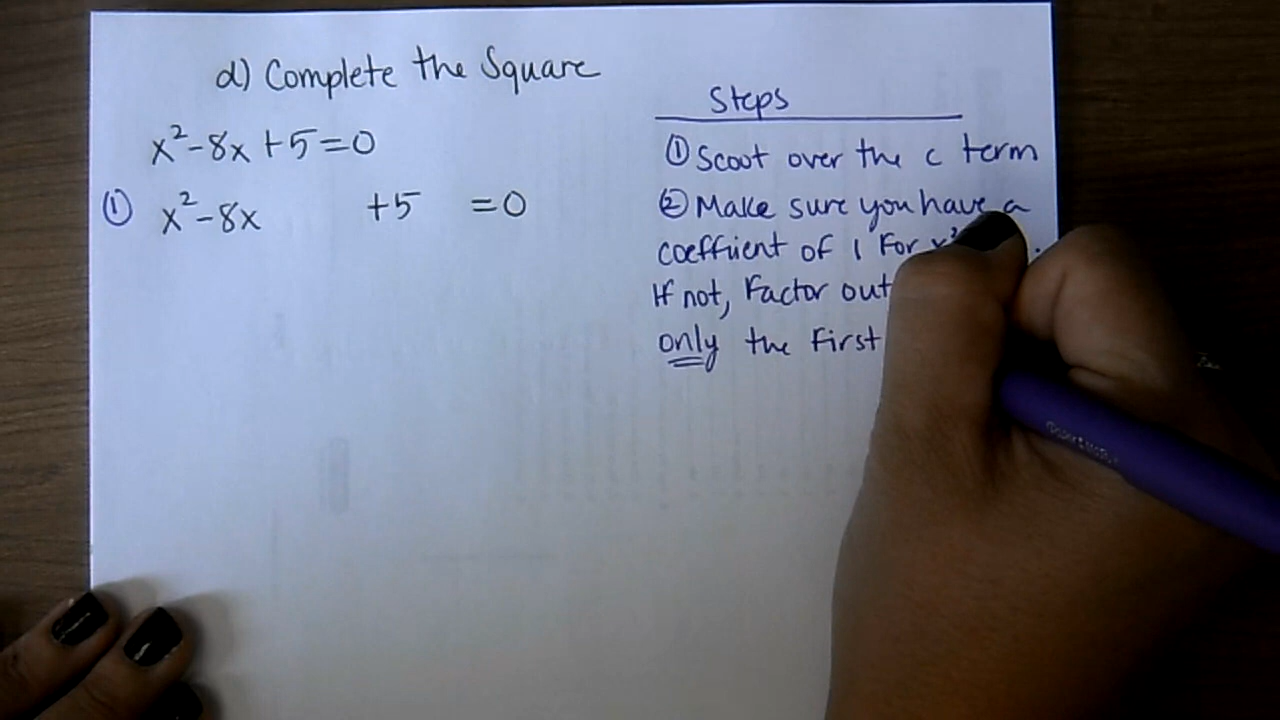 d) Complete the Square
x²-8x+5=0
① x²-8x +5 =0
Steps
① Scoot over the c term
② Make sure you have a
coeffient of 1 For x²
If not, Factor out
only the First